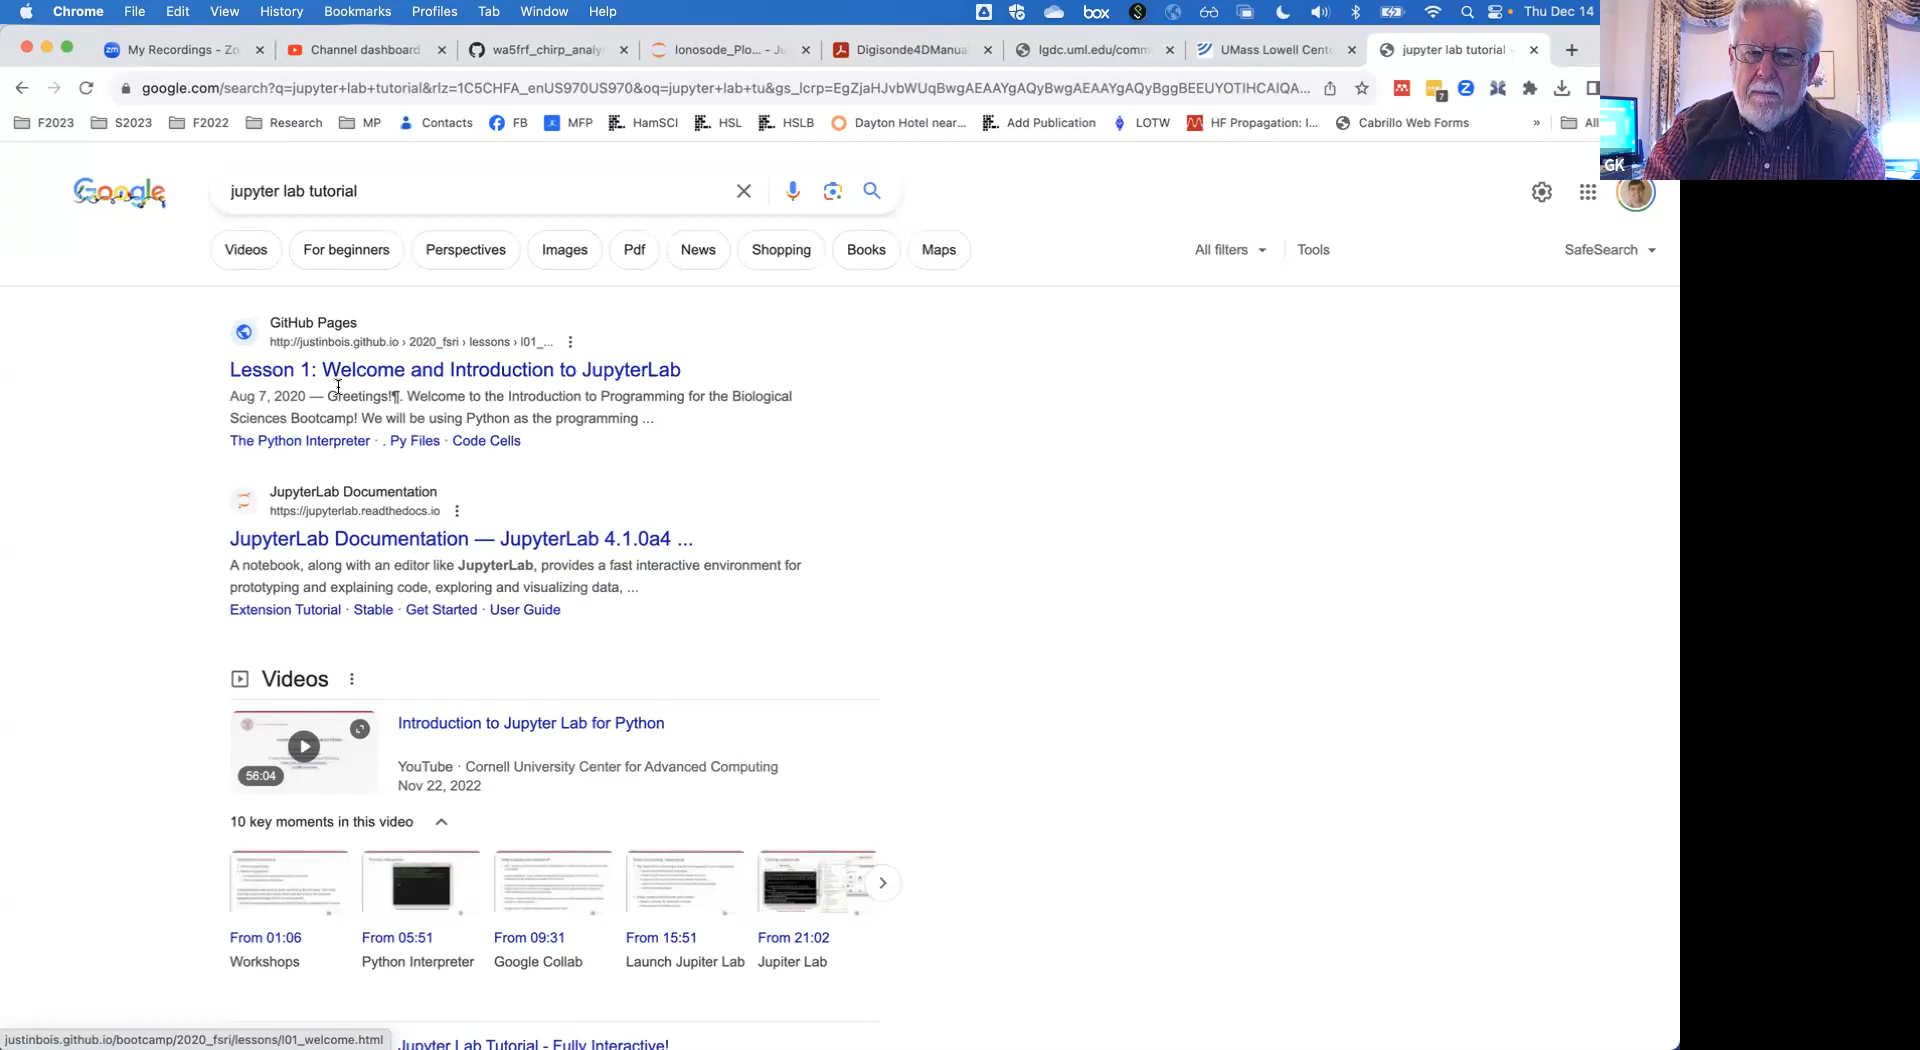 Chrome File Edit View History Bookmarks Profiles Tab Window Help box Thu Dec 14
My Recordings - Zo Channel dashboard wa5frf_chirp_analy Ionosode_Plo... - Ju Digisonde4DManua lgdc.uml.edu/comm UMass Lowell Cent jupyter lab tutorial -
google.com/search?q=jupyter+lab+tutorial&rlz=1C5CHFA_enUS970US970&oq=jupyter+lab+tu&gs_lcrp=EgZjaHJvbWUqBwgAEAAYgAQyBwgAEAAYgAQyBggBEEUYOTIHCAIQA... 7
F2023 S2023 F2022 Research MP Contacts FB MFP HamSCI HSL HSLB Dayton Hotel near... Add Publication LOTW HF Propagation: I... Cabrillo Web Forms » All
GK
Google jupyter lab tutorial
Videos For beginners Perspectives Images Pdf News Shopping Books Maps All filters Tools SafeSearch
GitHub Pages
http://justinbois.github.io › 2020_fsri › lessons › l01_...
Lesson 1: Welcome and Introduction to JupyterLab
Aug 7, 2020 — Greetings!¶. Welcome to the Introduction to Programming for the Biological
Sciences Bootcamp! We will be using Python as the programming ...
The Python Interpreter · . Py Files · Code Cells
JupyterLab Documentation
https://jupyterlab.readthedocs.io
JupyterLab Documentation — JupyterLab 4.1.0a4 ...
A notebook, along with an editor like JupyterLab, provides a fast interactive environment for
prototyping and explaining code, exploring and visualizing data, ...
Extension Tutorial · Stable · Get Started · User Guide
Videos
Introduction to Jupyter Lab for Python
56:04
YouTube · Cornell University Center for Advanced Computing
Nov 22, 2022
10 key moments in this video
From 01:06 From 05:51 From 09:31 From 15:51 From 21:02
Workshops Python Interpreter Google Collab Launch Jupiter Lab Jupiter Lab
justinbois.github.io/bootcamp/2020_fsri/lessons/l01_welcome.html
Jupyter Lab Tutorial - Fully Interactive!